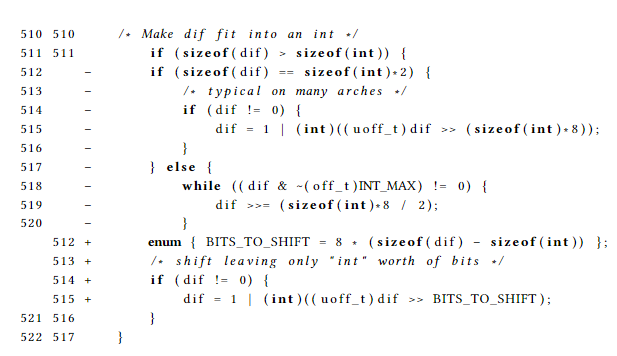 510 510 /* Make dif fit into an int */
511 511 if (sizeof(dif) > sizeof(int)) {
512 - if (sizeof(dif) == sizeof(int)*2) {
513 - /* typical on many arches */
514 - if (dif != 0) {
515 - dif = 1 | (int)((uoff_t)dif >> (sizeof(int)*8));
516 - }
517 - } else {
518 - while ((dif & ~(off_t)INT_MAX) != 0) {
519 - dif >>= (sizeof(int)*8 / 2);
520 - }
512 + enum { BITS_TO_SHIFT = 8 * (sizeof(dif) - sizeof(int)) };
513 + /* shift leaving only "int" worth of bits */
514 + if (dif != 0) {
515 + dif = 1 | (int)((uoff_t)dif >> BITS_TO_SHIFT);
521 516 }
522 517 }